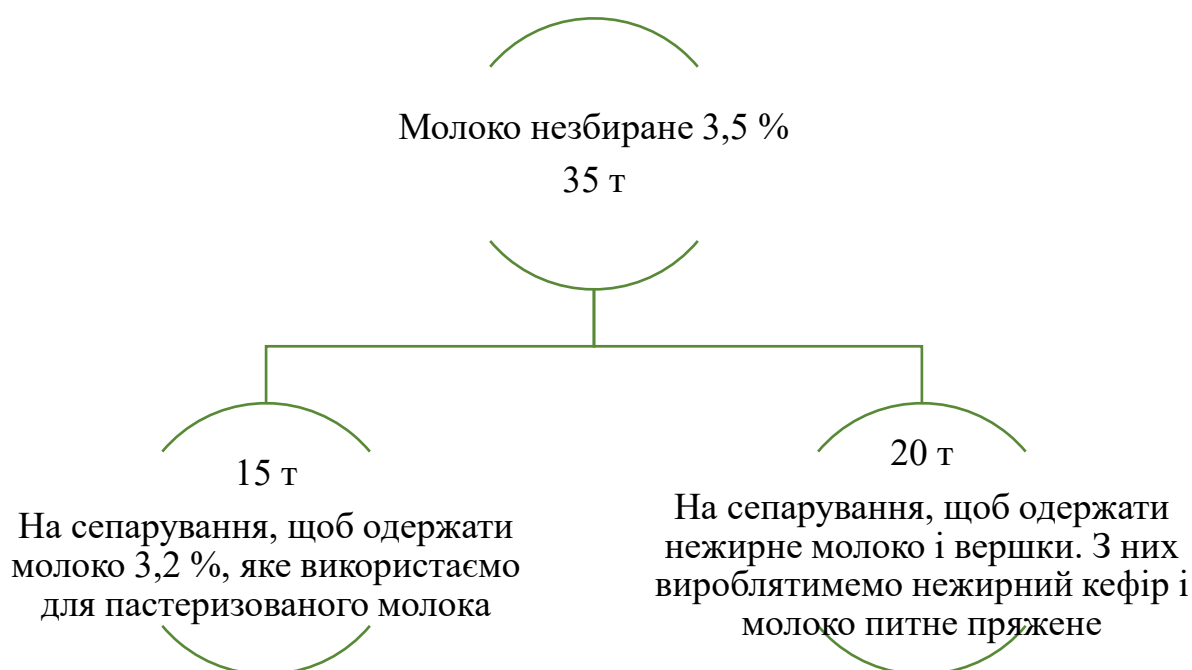 Молоко незбиране 3,5 %
35 т
15 т
На сепарування, щоб одержати
молоко 3,2 %, яке використаємо
для пастеризованого молока
20 т
На сепарування, щоб одержати
нежирне молоко і вершки. З них
вироблятимемо нежирний кефір і
молоко питне пряжене